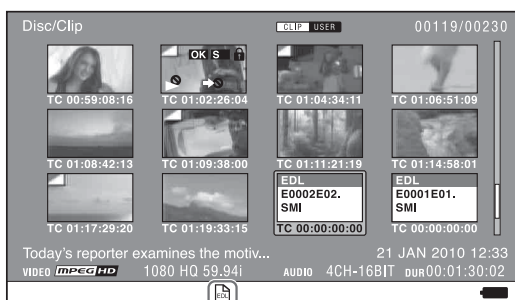 Disc/Clip CLIP USER 00119/00230
OK S
TC 00:59:08:16 TC 01:02:26:04 TC 01:04:34:11 TC 01:06:51:09
TC 01:08:42:13 TC 01:09:38:00 TC 01:11:21:19 TC 01:14:58:01
EDL EDL
E0002E02. E0001E01.
SMI SMI
TC 01:17:29:20 TC 01:19:33:15 TC 00:00:00:00 TC 00:00:00:00
Today's reporter examines the motiv... 21 JAN 2010 12:33
VIDEO MPEG HD 1080 HQ 59.94i AUDIO 4CH-16BIT DUR 00:01:30:02
EDL